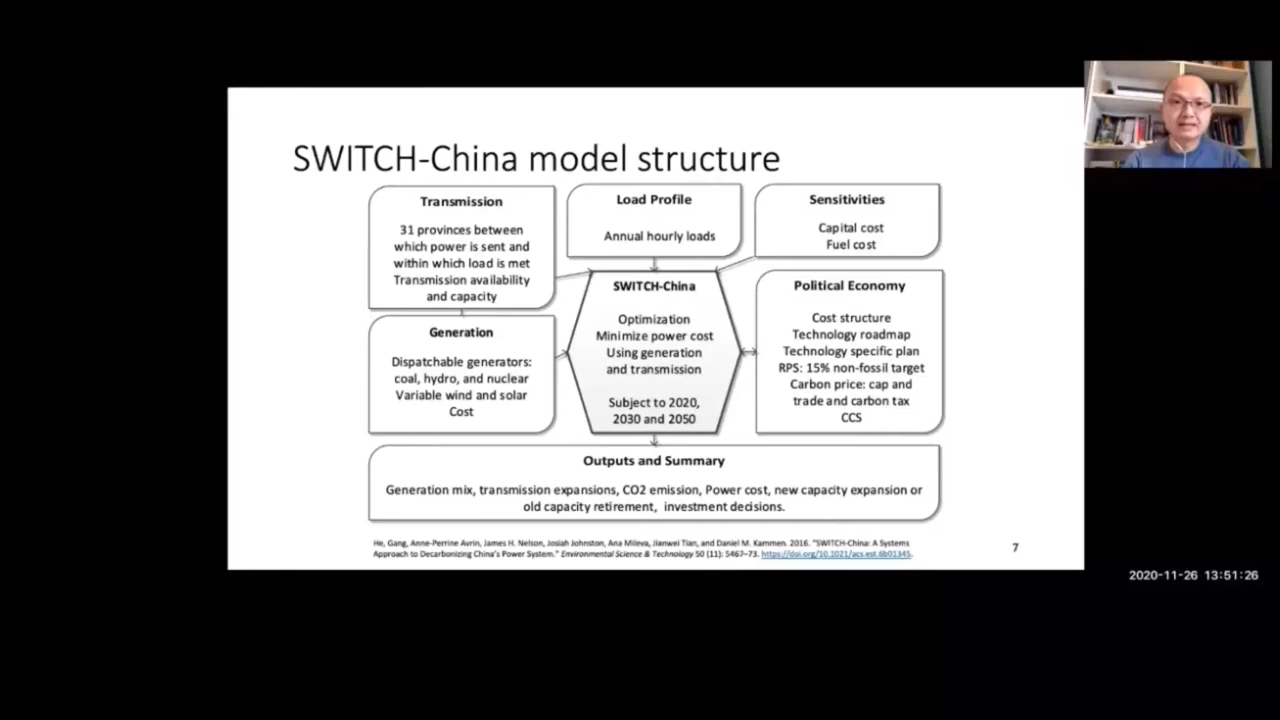 SWITCH-China model structure
Transmission
31 provinces between
which power is sent and
within which load is met
Transmission availability
and capacity
Load Profile
Annual hourly loads
Sensitivities
Capital cost
Fuel cost
Generation
Dispatchable generators:
coal, hydro, and nuclear
Variable wind and solar
Cost
SWITCH-China
Optimization
Minimize power cost
Using generation
and transmission
Subject to 2020,
2030 and 2050
Political Economy
Cost structure
Technology roadmap
Technology specific plan
RPS: 15% non-fossil target
Carbon price: cap and
trade and carbon tax
CCS
Outputs and Summary
Generation mix, transmission expansions, CO2 emission, Power cost, new capacity expansion or
old capacity retirement, investment decisions.
He, Gang, Anne-Perrine Avrin, James H. Nelson, Josiah Johnston, Ana Mileva, Jianwei Tian, and Daniel M. Kammen. 2016. "SWITCH-China: A Systems
Approach to Decarbonizing China's Power System." Environmental Science & Technology 50 (11): 5467–73. https://doi.org/10.1021/acs.est.6b01345.
7
2020-11-26 13:51:26